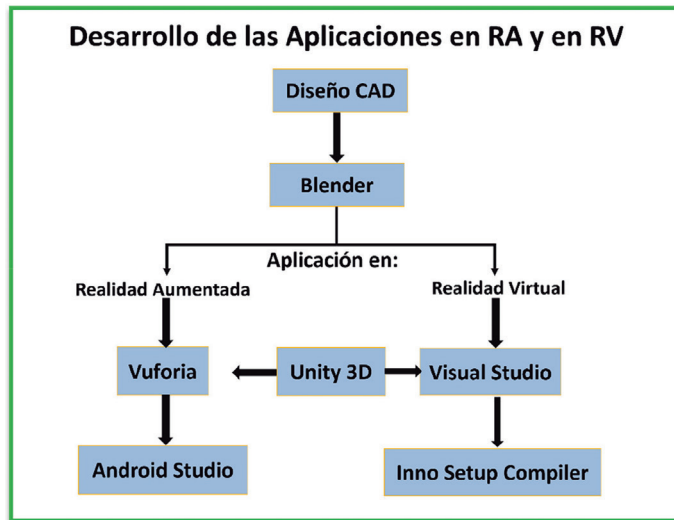 Desarrollo de las Aplicaciones en RA y en RV
Diseño CAD
Blender
Aplicación en:
Realidad Aumentada
Realidad Virtual
Vuforia
Unity 3D
Visual Studio
Android Studio
Inno Setup Compiler